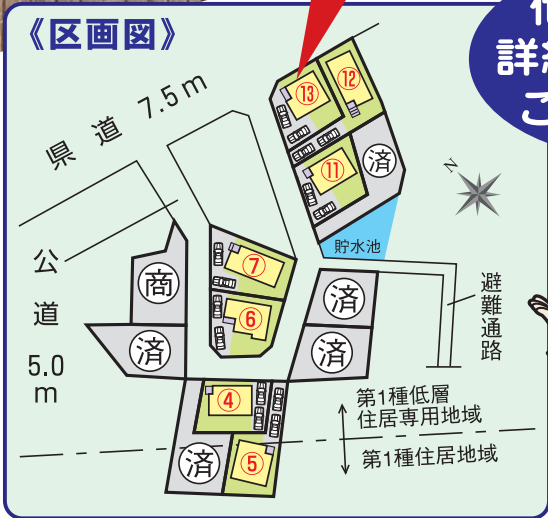 《区画図》
詳
県道 7.5m
⑬
⑫
⑪
済
N
貯水池
公道 5.0m
商
⑦
⑥
済
済
済
避難通路
④
⑤
済
第1種低層
住居専用地域
第1種住居地域